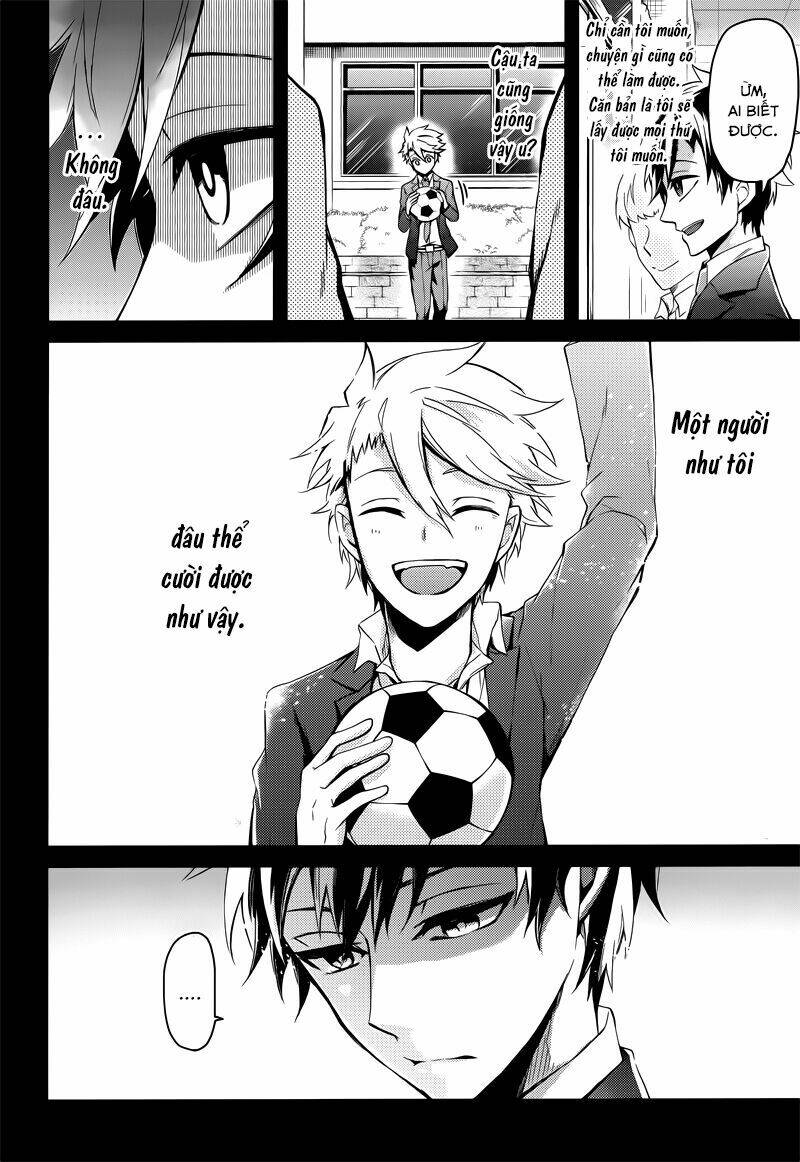 Ừm,
ai biết
được.
Chỉ cần tôi muốn,
chuyện gì cũng có
thể làm được.
Căn bản là tôi sẽ
lấy được mọi thứ
tôi muốn.
Cậu ta
cũng
giống
vậy ư?
...
Không
đâu.
Một người
như tôi
đâu thể
cười được
như vậy.
....